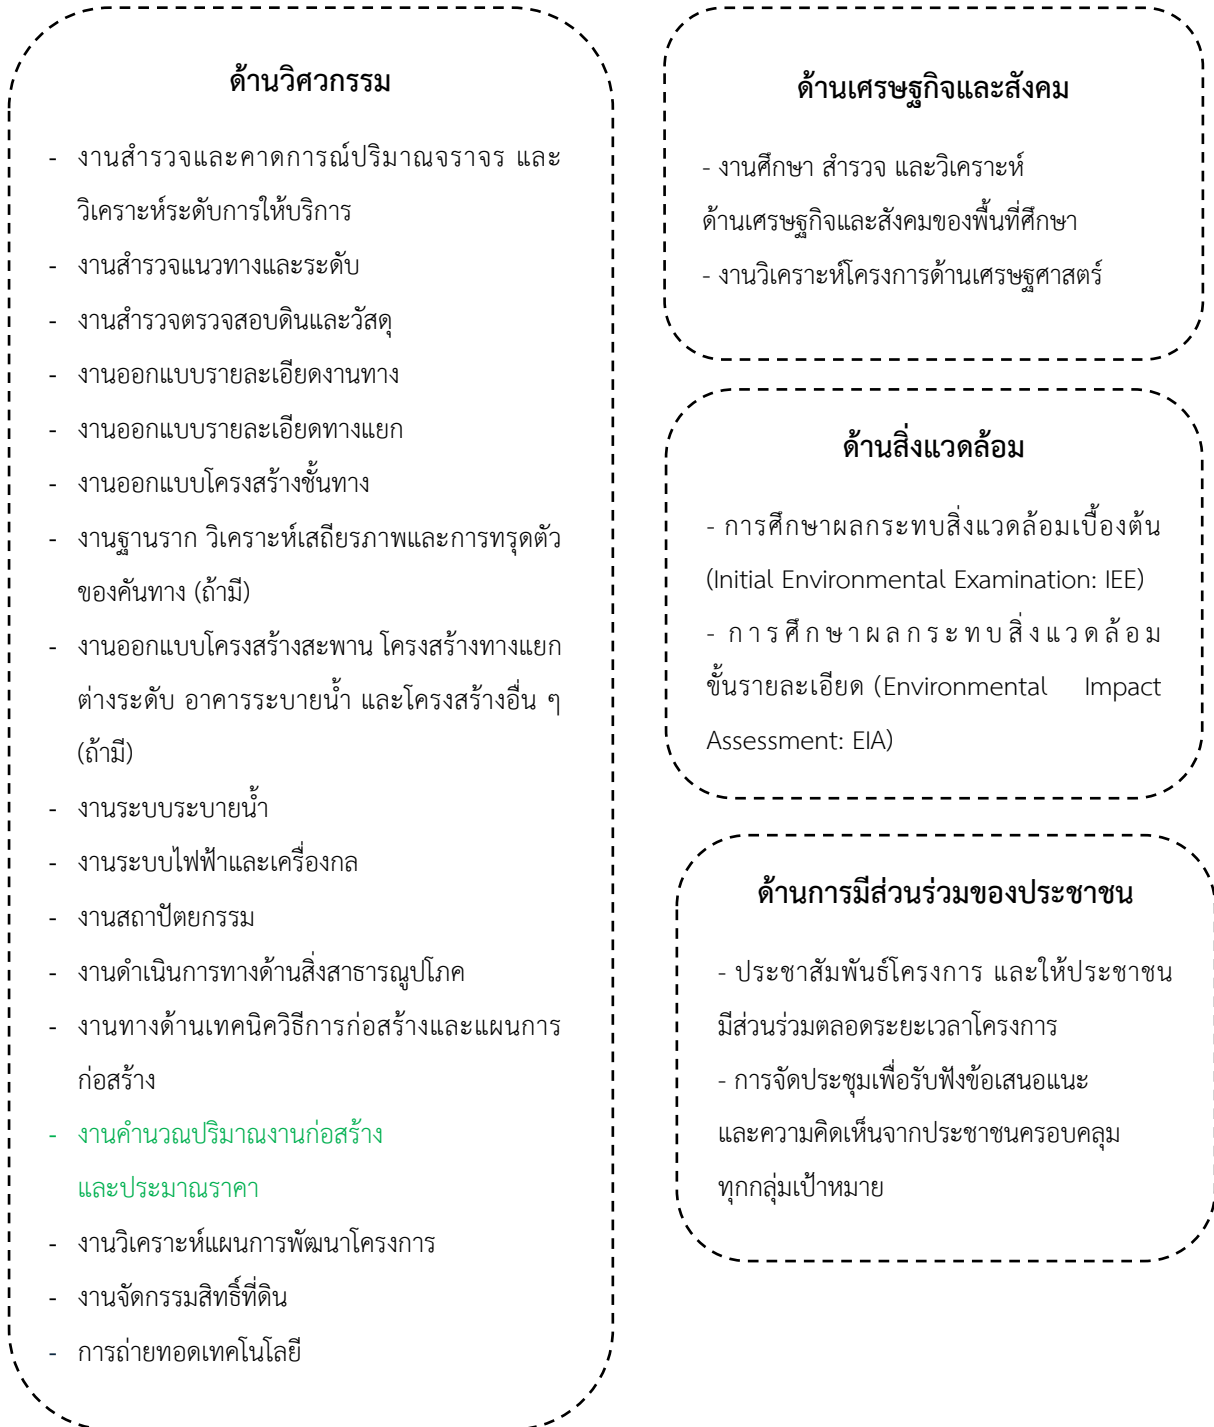 ด้านวิศวกรรม
- งานสำรวจและคาดการณ์ปริมาณจราจร และ
วิเคราะห์ระดับการให้บริการ
- งานสำรวจแนวทางและระดับ
- งานสำรวจตรวจสอบดินและวัสดุ
- งานออกแบบรายละเอียดงานทาง
- งานออกแบบรายละเอียดทางแยก
- งานออกแบบโครงสร้างชั้นทาง
- งานฐานราก วิเคราะห์เสถียรภาพและการทรุดตัว
ของคันทาง (ถ้ามี)
- งานออกแบบโครงสร้างสะพาน โครงสร้างทางแยก
ต่างระดับ อาคารระบายน้ำ และโครงสร้างอื่น ๆ
(ถ้ามี)
- งานระบบระบายน้ำ
- งานระบบไฟฟ้าและเครื่องกล
- งานสถาปัตยกรรม
- งานดำเนินการทางด้านสิ่งสาธารณูปโภค
- งานทางด้านเทคนิควิธีการก่อสร้างและแผนการ
ก่อสร้าง
- งานคำนวณปริมาณงานก่อสร้าง
และประมาณราคา
- งานวิเคราะห์แผนการพัฒนาโครงการ
- งานจัดกรรมสิทธิ์ที่ดิน
- การถ่ายทอดเทคโนโลยี
ด้านเศรษฐกิจและสังคม
- งานศึกษา สำรวจ และวิเคราะห์
ด้านเศรษฐกิจและสังคมของพื้นที่ศึกษา
- งานวิเคราะห์โครงการด้านเศรษฐศาสตร์
ด้านสิ่งแวดล้อม
- การศึกษาผลกระทบสิ่งแวดล้อมเบื้องต้น
(Initial Environmental Examination: IEE)
- การศึกษาผลกระทบสิ่งแวดล้อม
ขั้นรายละเอียด (Environmental Impact
Assessment: EIA)
ด้านการมีส่วนร่วมของประชาชน
- ประชาสัมพันธ์โครงการ และให้ประชาชน
มีส่วนร่วมตลอดระยะเวลาโครงการ
- การจัดประชุมเพื่อรับฟังข้อเสนอแนะ
และความคิดเห็นจากประชาชนครอบคลุม
ทุกกลุ่มเป้าหมาย